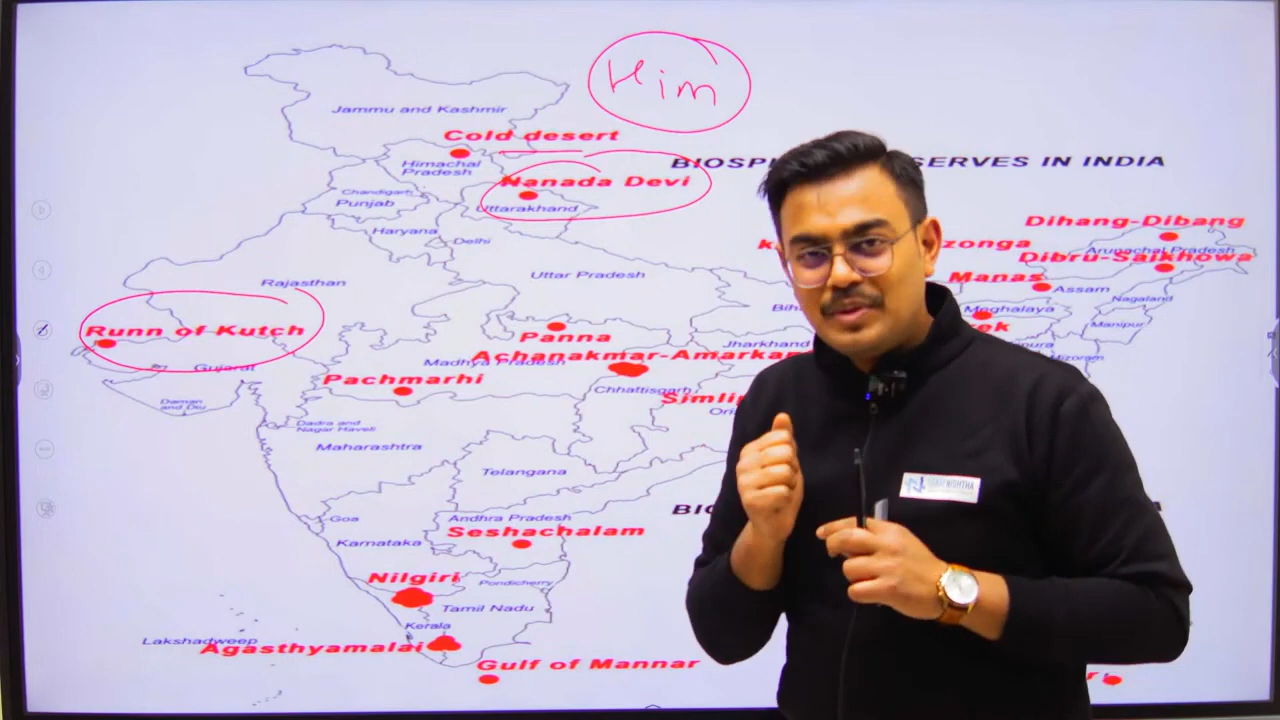 Him
Jammu and Kashmir
Cold desert
Himachal
Pradesh
Nanada Devi
BIOSP
SERVES IN INDIA
Chandigarh
Punjab
Uttarakhand
Haryana
Delhi
Dihang-Dibang
Arunachal Pradesh
Dibru-Saikhowa
zonga
Manas
Assam
Rajasthan
Uttar Pradesh
Nagaland
Meghalaya
Manipur
Runn of Kutch
Panna
Jharkhand
Achanakmar-Amarkan
Madhya Pradesh
Gujarat
Pachmarhi
Chhattisgarh
Simli
Daman
and Diu
Dadra and
Nagar Haveli
Maharashtra
Telangana
NISHTHA
Goa
Andhra Pradesh
Seshachalam
Karnataka
Nilgiri
Pondicherry
Tamil Nadu
Kerala
Lakshadweep
Agasthyamalai
Gulf of Mannar